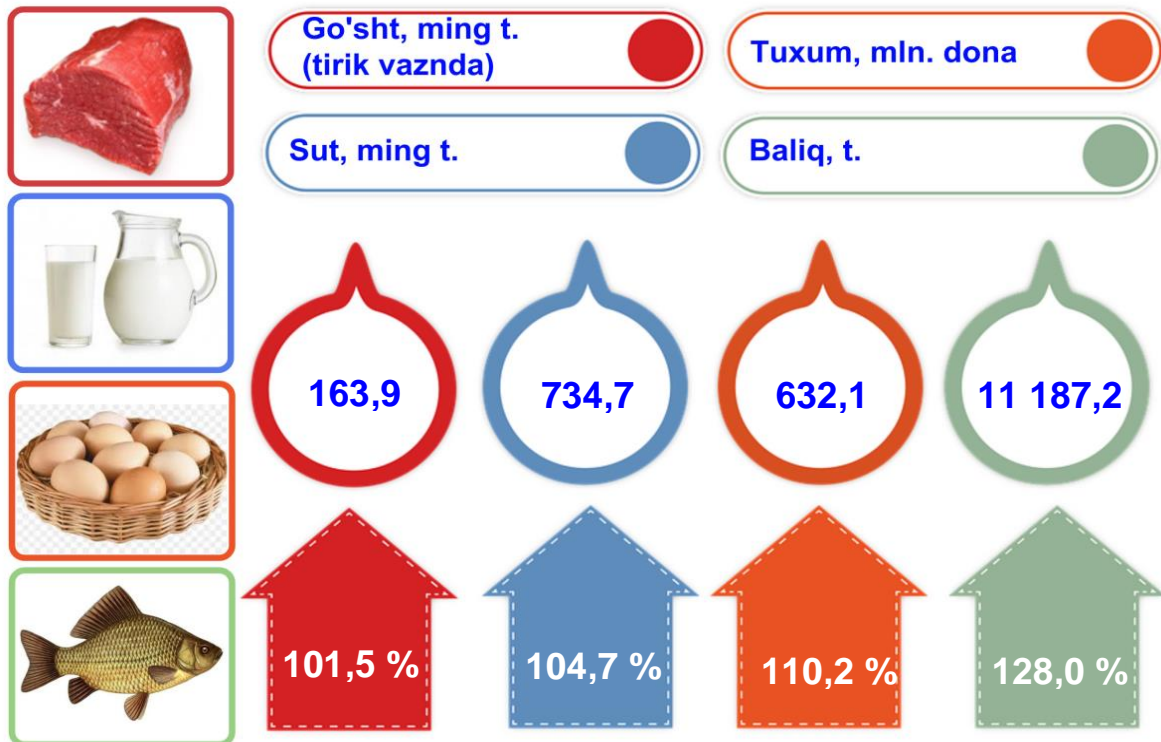 Go'sht, ming t.
(tirik vaznda)
Tuxum, mln. dona
Sut, ming t.
Baliq, t.
163,9
734,7
632,1
11 187,2
101,5 %
104,7 %
110,2 %
128,0 %